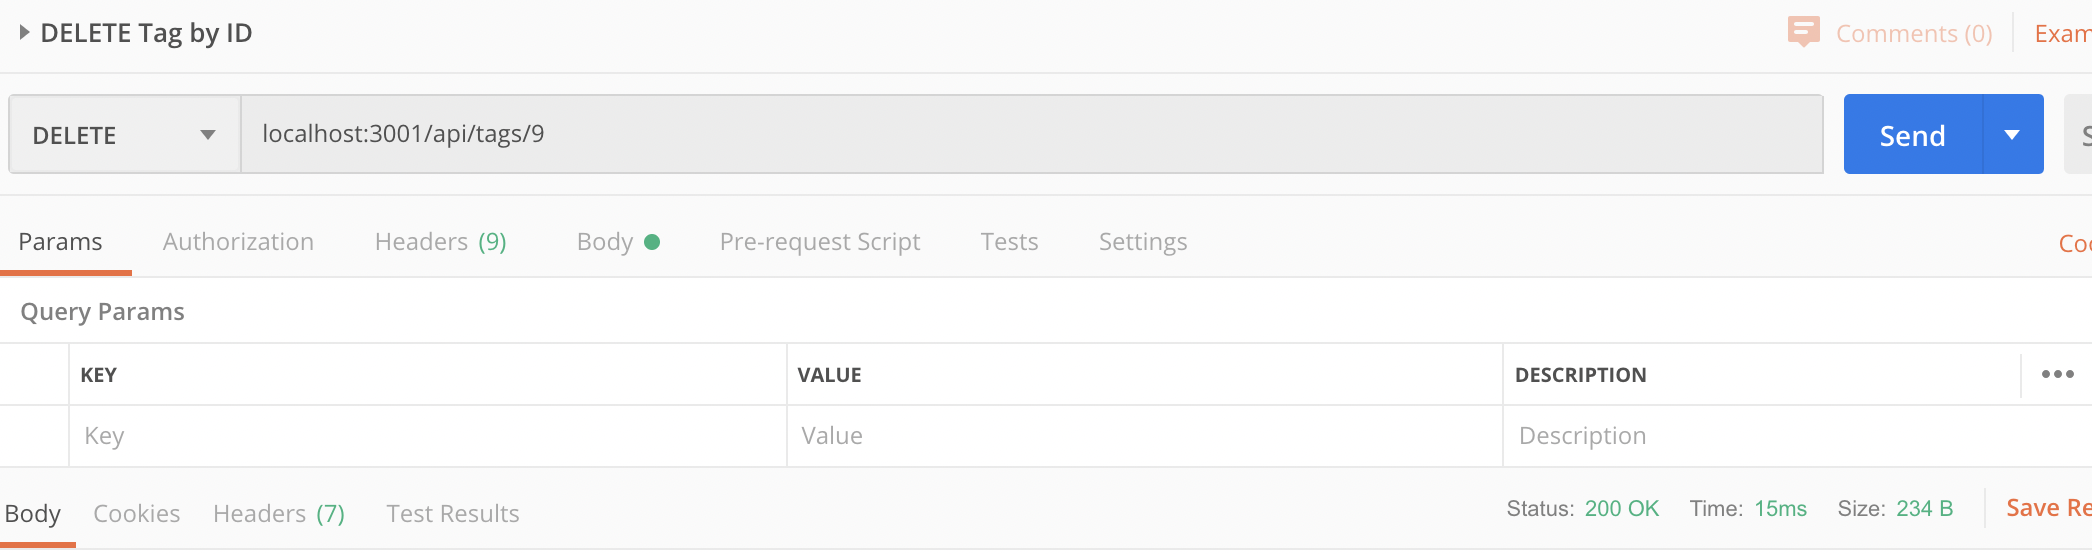 DELETE Tag by ID Comments (0) Exam
DELETE localhost:3001/api/tags/9 Send S
Params Authorization Headers (9) Body Pre-request Script Tests Settings Coo
Query Params
KEY VALUE DESCRIPTION
Key Value Description
Body Cookies Headers (7) Test Results Status: 200 OK Time: 15ms Size: 234 B Save Re